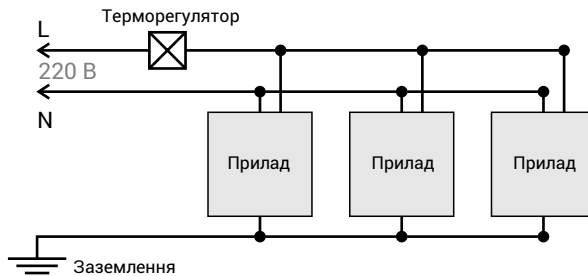 Терморегулятор
L
220 В
N
Прилад Прилад Прилад
Заземлення